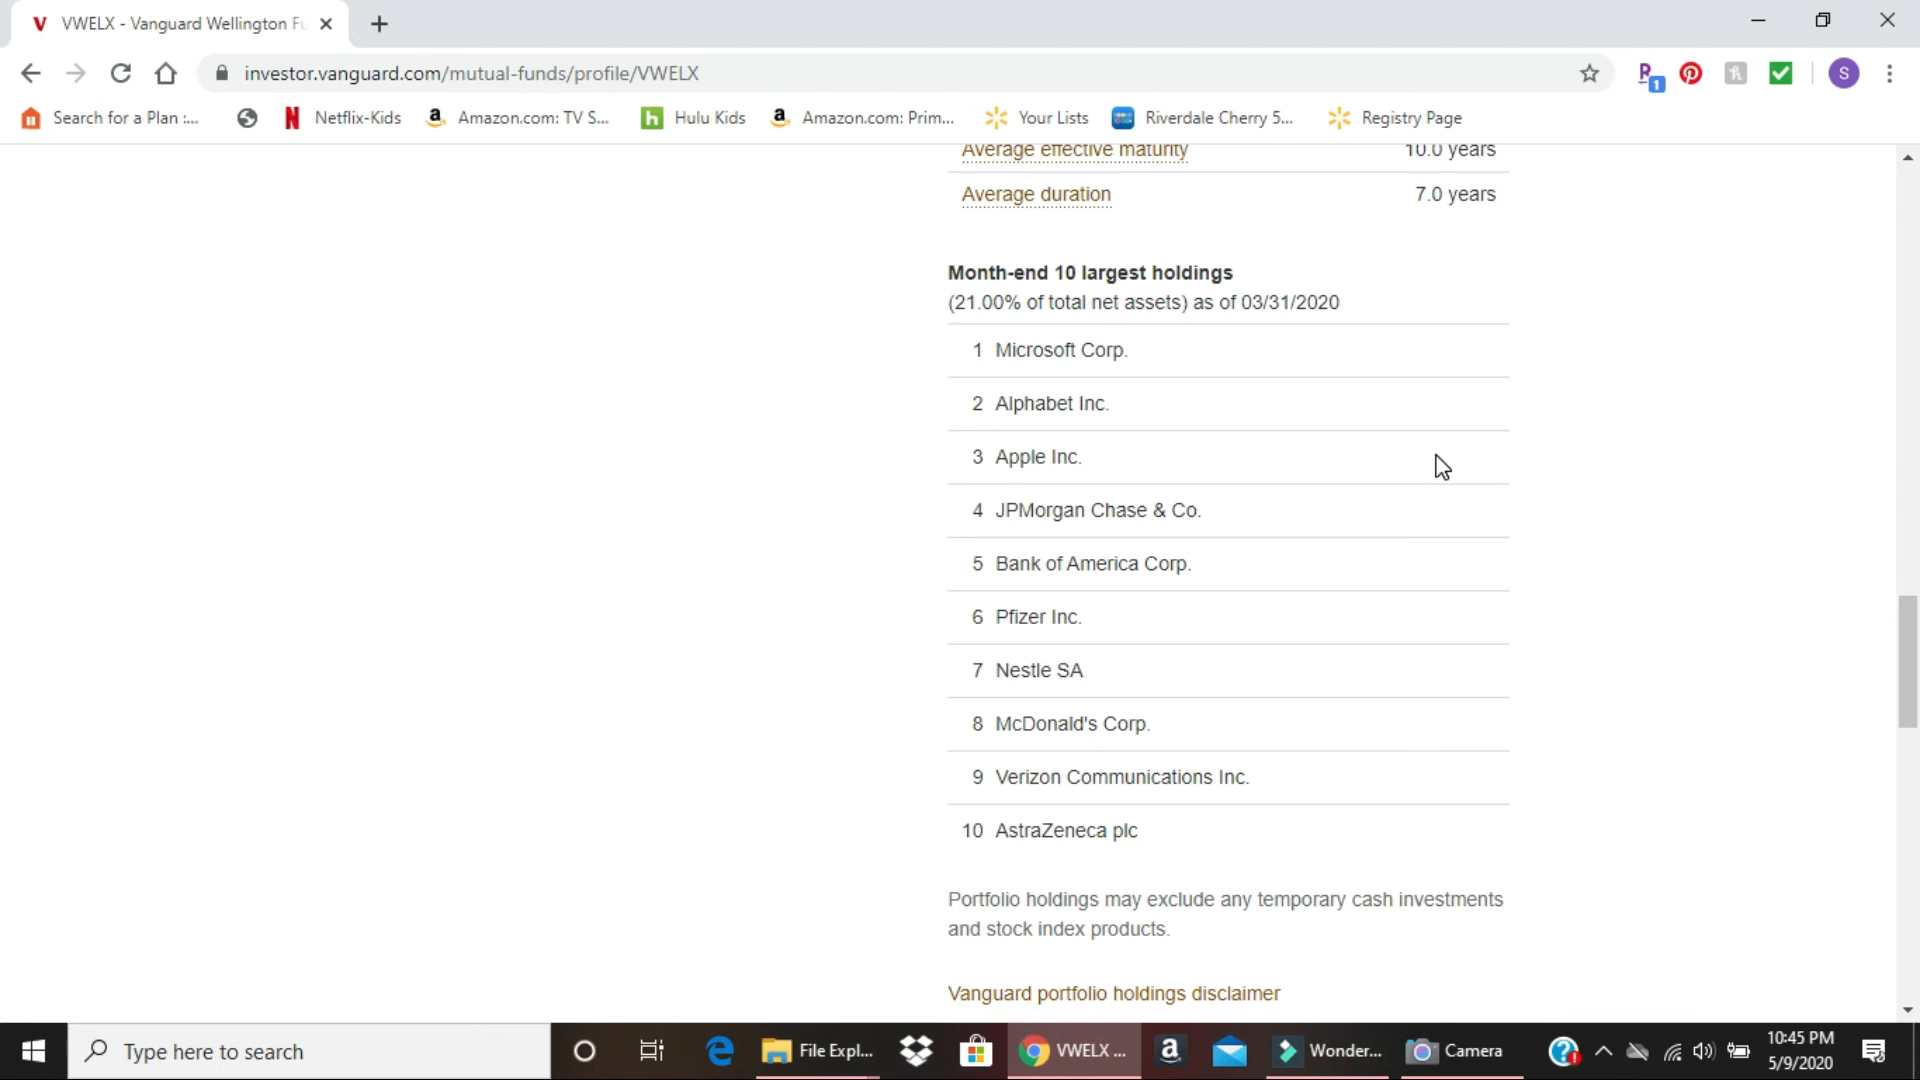 VWELX - Vanguard Wellington Fu
investor.vanguard.com/mutual-funds/profile/VWELX
1
S
Search for a Plan :...
Netflix-Kids
Amazon.com: TV S...
Hulu Kids
Amazon.com: Prim...
Your Lists
Riverdale Cherry 5...
Registry Page
Average effective maturity 10.0 years
Average duration 7.0 years
Month-end 10 largest holdings
(21.00% of total net assets) as of 03/31/2020
1 Microsoft Corp.
2 Alphabet Inc.
3 Apple Inc.
4 JPMorgan Chase & Co.
5 Bank of America Corp.
6 Pfizer Inc.
7 Nestle SA
8 McDonald's Corp.
9 Verizon Communications Inc.
10 AstraZeneca plc
Portfolio holdings may exclude any temporary cash investments
and stock index products.
Vanguard portfolio holdings disclaimer
Type here to search
File Expl...
VWELX ...
Wonder...
Camera
10:45 PM
5/9/2020